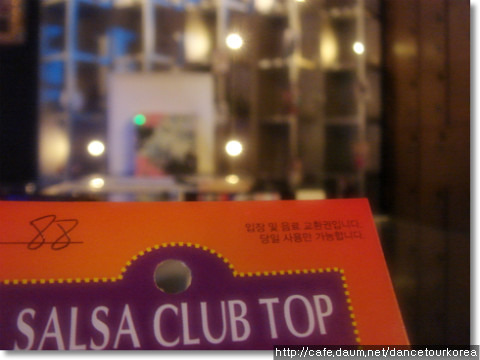 88
입장 및 음료 교환권입니다.
당일 사용만 가능합니다.
SALSA CLUB TOP
http://cafe.daum.net/dancetourkorea